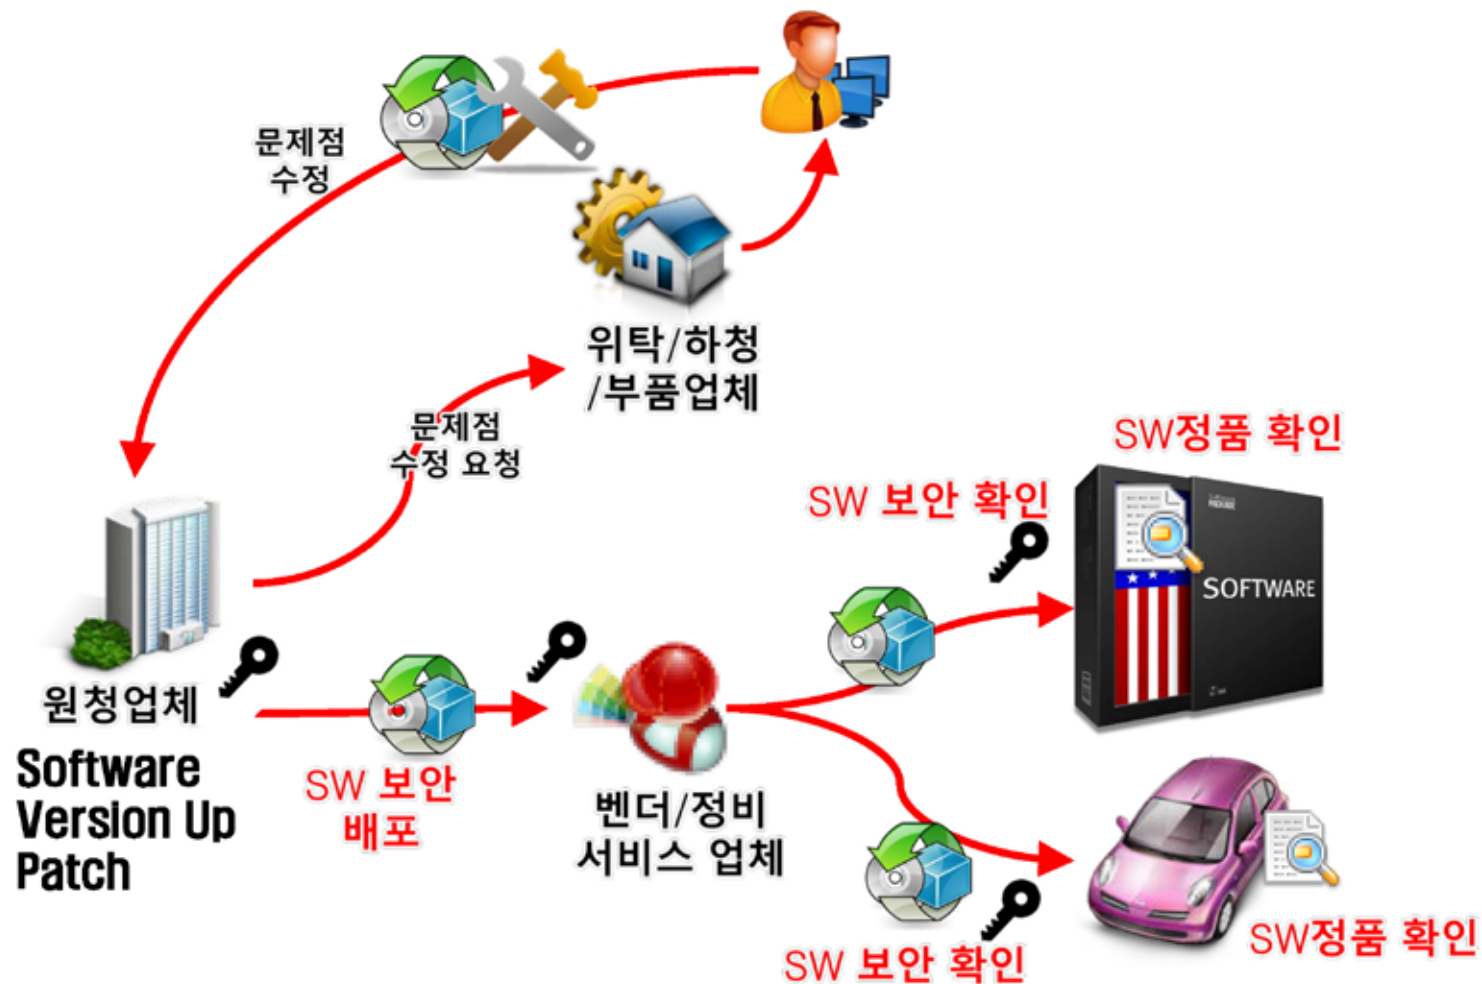 문제점
수정
위탁/하청
/부품업체
문제점
수정 요청
SW정품 확인
SW 보안 확인
SOFTWARE
원청업체
Software
Version Up
Patch
SW 보안
배포
벤더/정비
서비스 업체
SW 보안 확인
SW정품 확인